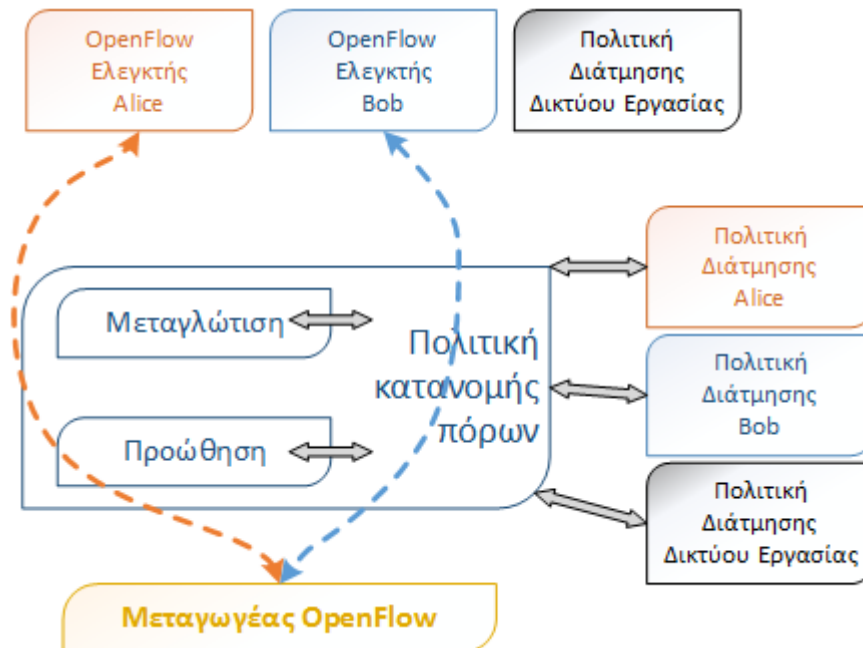 OpenFlow
Ελεγκτής
Alice
OpenFlow
Ελεγκτής
Bob
Πολιτική
Διάτμησης
Δικτύου Εργασίας
Πολιτική
Διάτμησης
Alice
Μεταγλώτιση
Πολιτική
κατανομής
πόρων
Πολιτική
Διάτμησης
Bob
Προώθηση
Πολιτική
Διάτμησης
Δικτύου Εργασίας
Μεταγωγέας OpenFlow